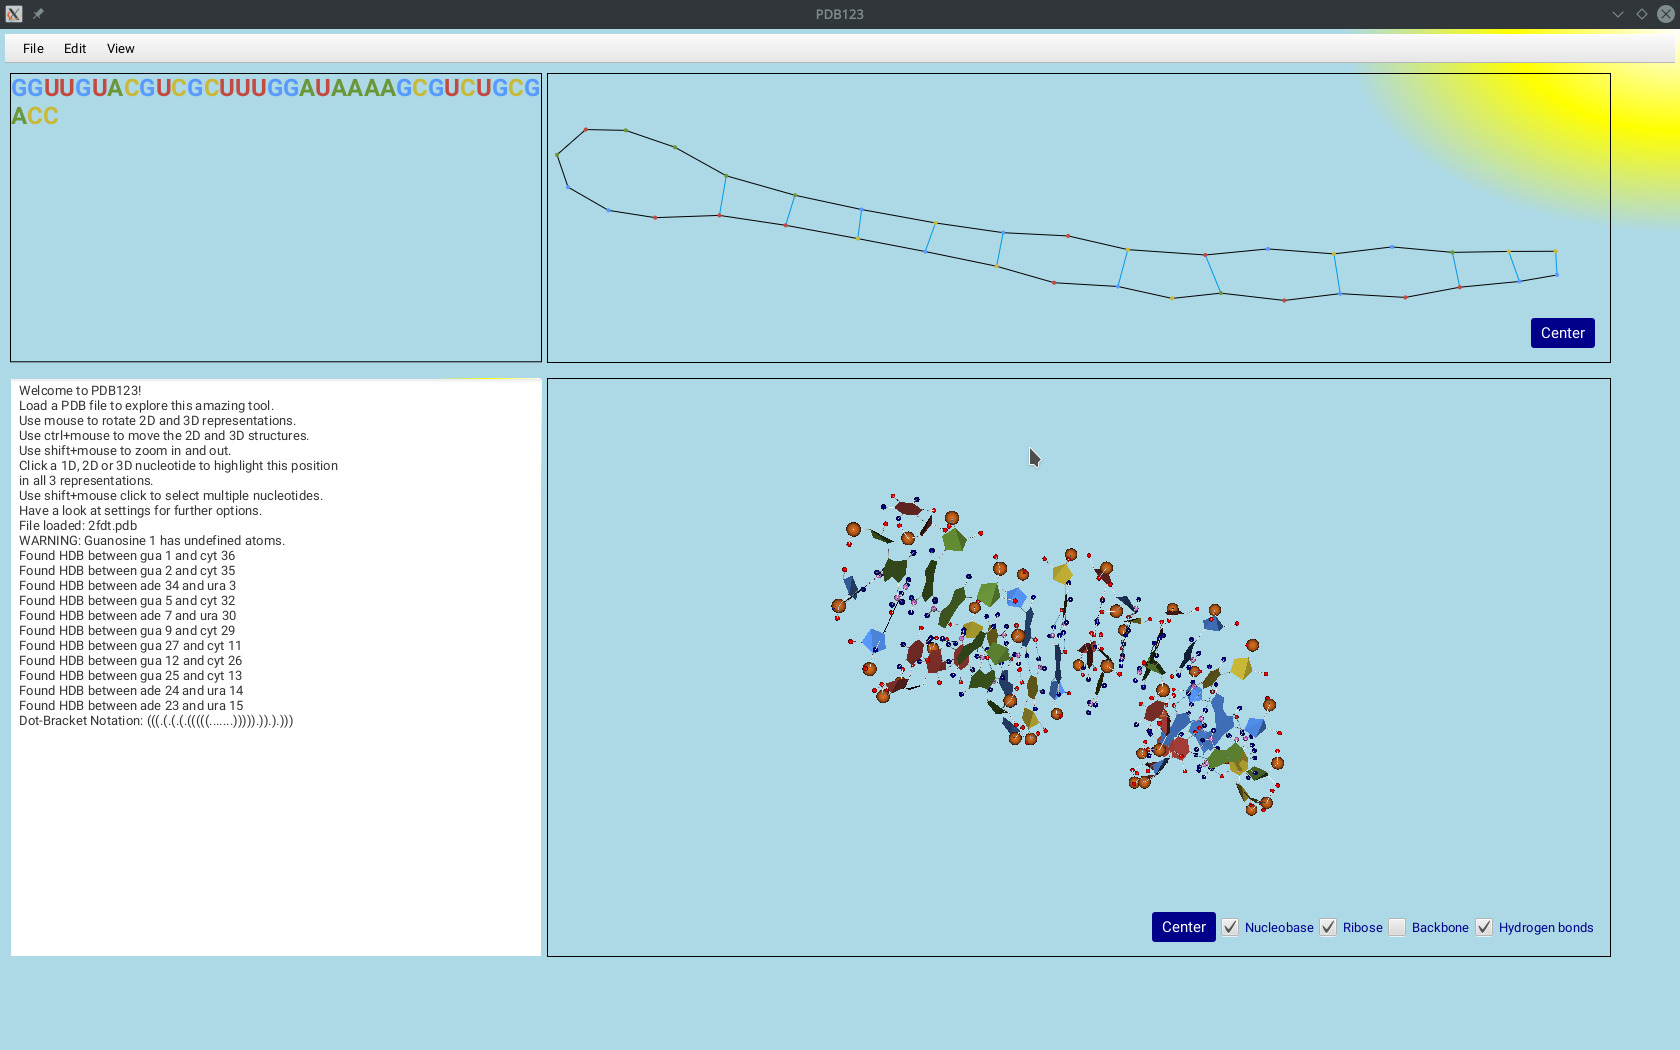 PDB123
File Edit View
GGUUGUACGUCGCUUUGGAUAAAAGCGUCUGCG
ACC
Center
Welcome to PDB123!
Load a PDB file to explore this amazing tool.
Use mouse to rotate 2D and 3D representations.
Use ctrl+mouse to move the 2D and 3D structures.
Use shift+mouse to zoom in and out.
Click a 1D, 2D or 3D nucleotide to highlight this position
in all 3 representations.
Use shift+mouse click to select multiple nucleotides.
Have a look at settings for further options.
File loaded: 2fdt.pdb
WARNING: Guanosine 1 has undefined atoms.
Found HDB between gua 1 and cyt 36
Found HDB between gua 2 and cyt 35
Found HDB between ade 34 and ura 3
Found HDB between gua 5 and cyt 32
Found HDB between ade 7 and ura 30
Found HDB between gua 9 and cyt 29
Found HDB between gua 27 and cyt 11
Found HDB between gua 12 and cyt 26
Found HDB between gua 25 and cyt 13
Found HDB between ade 24 and ura 14
Found HDB between ade 23 and ura 15
Dot-Bracket Notation: (((.(.(.(.(((((.......))))).)).).)))
Center Nucleobase Ribose Backbone Hydrogen bonds